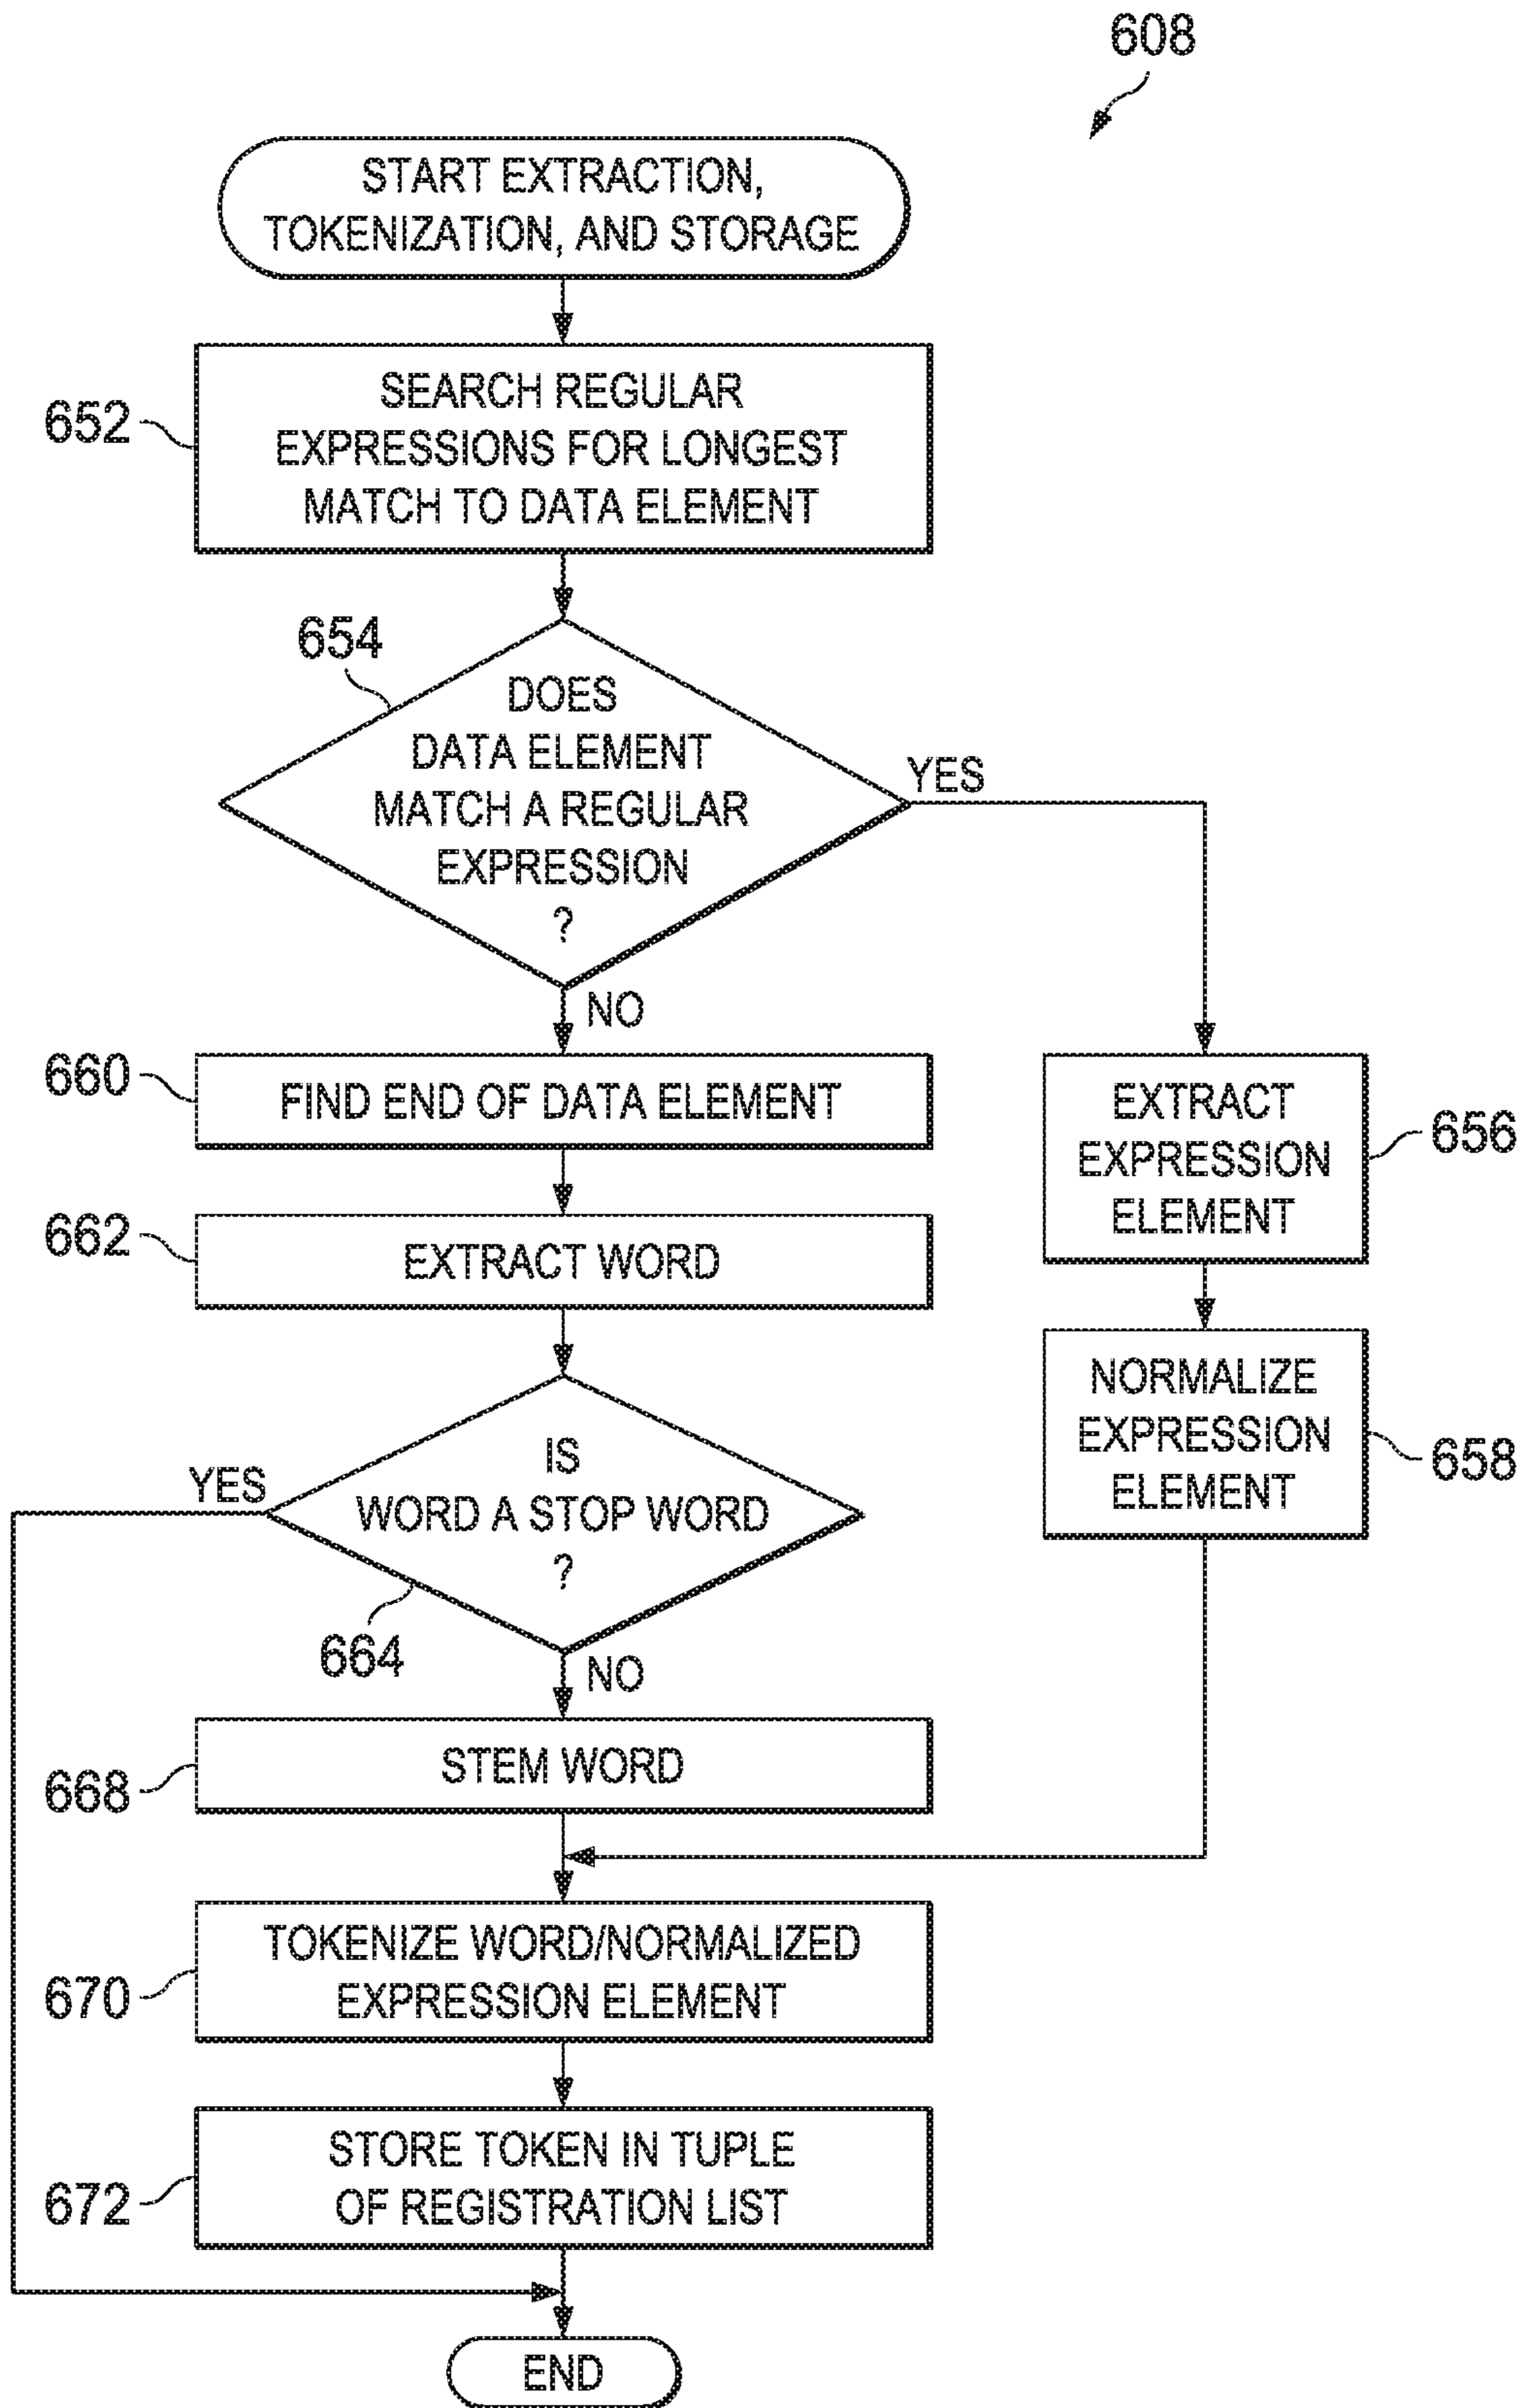 608
START EXTRACTION,
TOKENIZATION, AND STORAGE
652
SEARCH REGULAR
EXPRESSIONS FOR LONGEST
MATCH TO DATA ELEMENT
654
DOES
DATA ELEMENT
MATCH A REGULAR
EXPRESSION
?
YES
NO
660
FIND END OF DATA ELEMENT
EXTRACT
EXPRESSION
ELEMENT
656
662
EXTRACT WORD
NORMALIZE
EXPRESSION
ELEMENT
658
YES
IS
WORD A STOP WORD
?
664
NO
668
STEM WORD
670
TOKENIZE WORD/NORMALIZED
EXPRESSION ELEMENT
672
STORE TOKEN IN TUPLE
OF REGISTRATION LIST
END